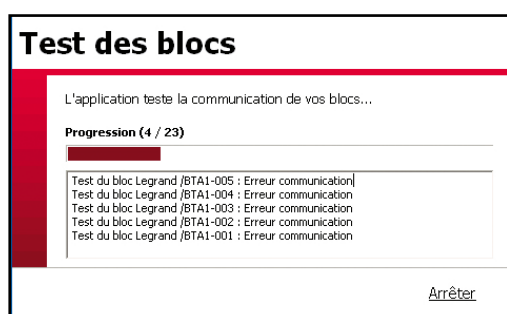 Test des blocs
L'application teste la communication de vos blocs...
Progression (4 / 23)
Test du bloc Legrand /BTA1-005 : Erreur communication
Test du bloc Legrand /BTA1-004 : Erreur communication
Test du bloc Legrand /BTA1-003 : Erreur communication
Test du bloc Legrand /BTA1-002 : Erreur communication
Test du bloc Legrand /BTA1-001 : Erreur communication
Arrêter